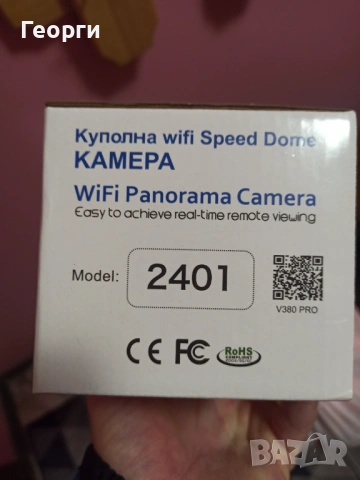 Георги
Куполна wifi Speed Dome
КАМЕРА
WiFi Panorama Camera
Easy to achieve real-time remote viewing
Model: 2401
V380 PRO
CE FC RoHS
BAZAR